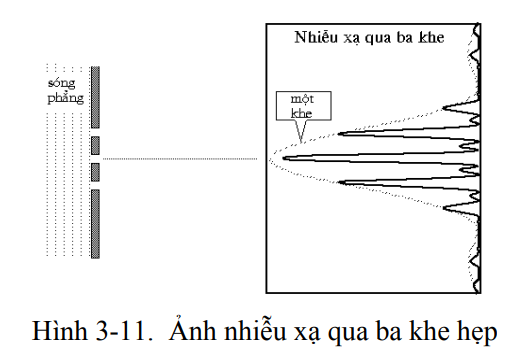 Nhiễu xạ qua ba khe
sóng
phẳng
một
khe
Hình 3-11. Ảnh nhiễu xạ qua ba khe hẹp